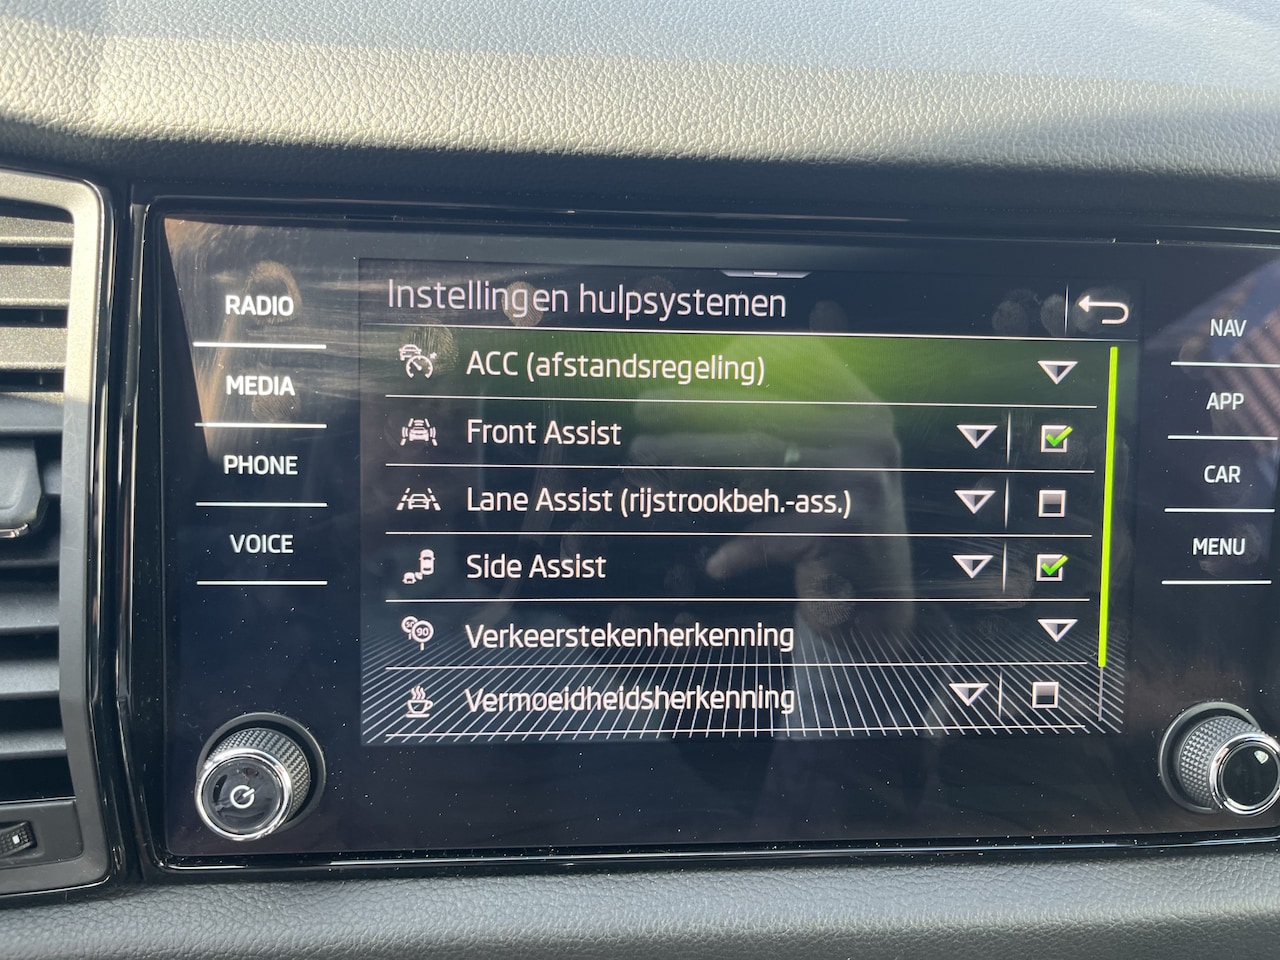 Instellingen hulpsystemen
RADIO
MEDIA
PHONE
VOICE
ACC (afstandsregeling)
Front Assist
Lane Assist (rijstrookbeh.-ass.)
Side Assist
Verkeerstekenherkenning
90
Vermoeidheidsherkenning
NAV
APP
CAR
MENU